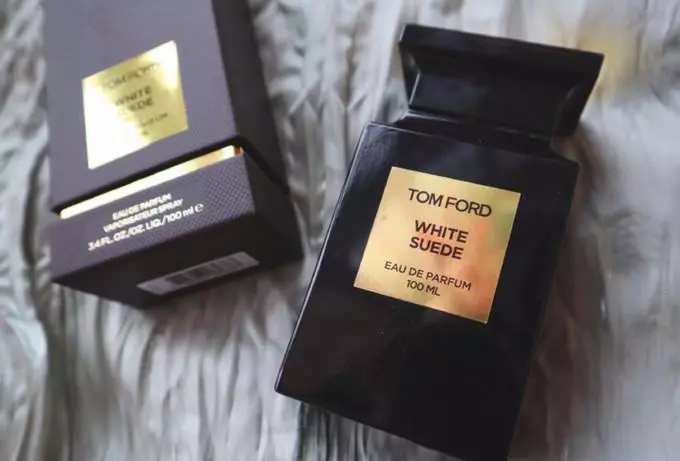 TOM FORD
WHITE
SUEDE
EAU DE PARFUM
VAPORISATEUR SPRAY
3.4 FL. OZ./OZ. LIQ./100 ml e
TOM FORD
WHITE
SUEDE
EAU DE PARFUM
100 ML